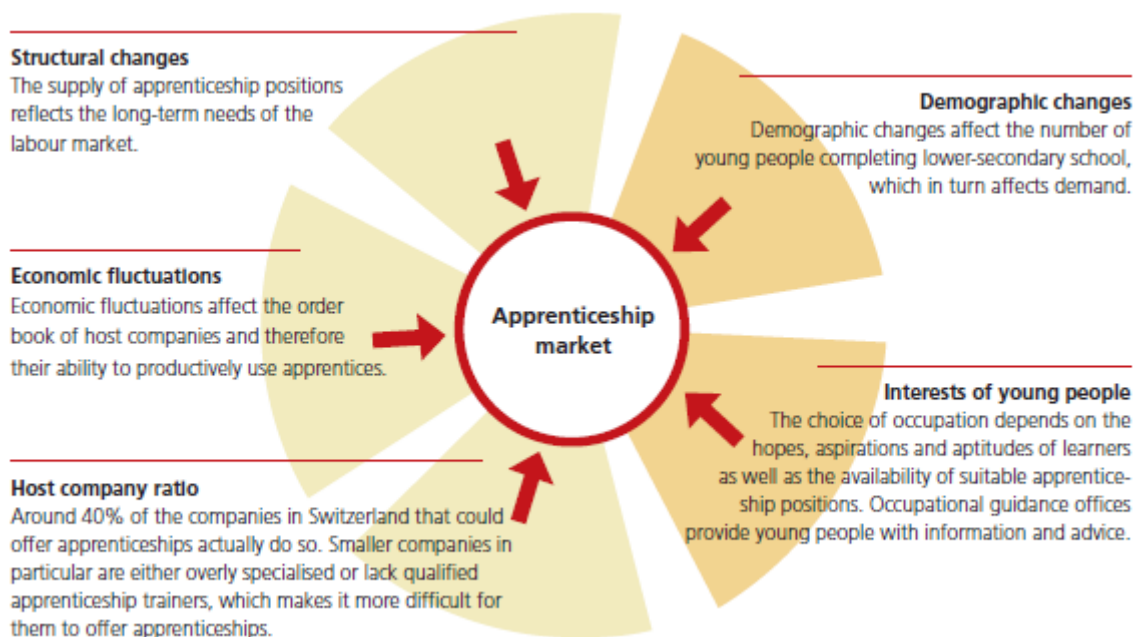 Structural changes
The supply of apprenticeship positions
reflects the long-term needs of the
labour market.
Economic fluctuations
Economic fluctuations affect the order
book of host companies and therefore
their ability to productively use apprentices.
Host company ratio
Around 40% of the companies in Switzerland that could
offer apprenticeships actually do so. Smaller companies in
particular are either overly specialised or lack qualified
apprenticeship trainers, which makes it more difficult for
them to offer apprenticeships.
Apprenticeship
market
Demographic changes
Demographic changes affect the number of
young people completing lower-secondary school,
which in turn affects demand.
Interests of young people
The choice of occupation depends on the
hopes, aspirations and aptitudes of learners
as well as the availability of suitable apprentice-
ship positions. Occupational guidance offices
provide young people with information and advice.